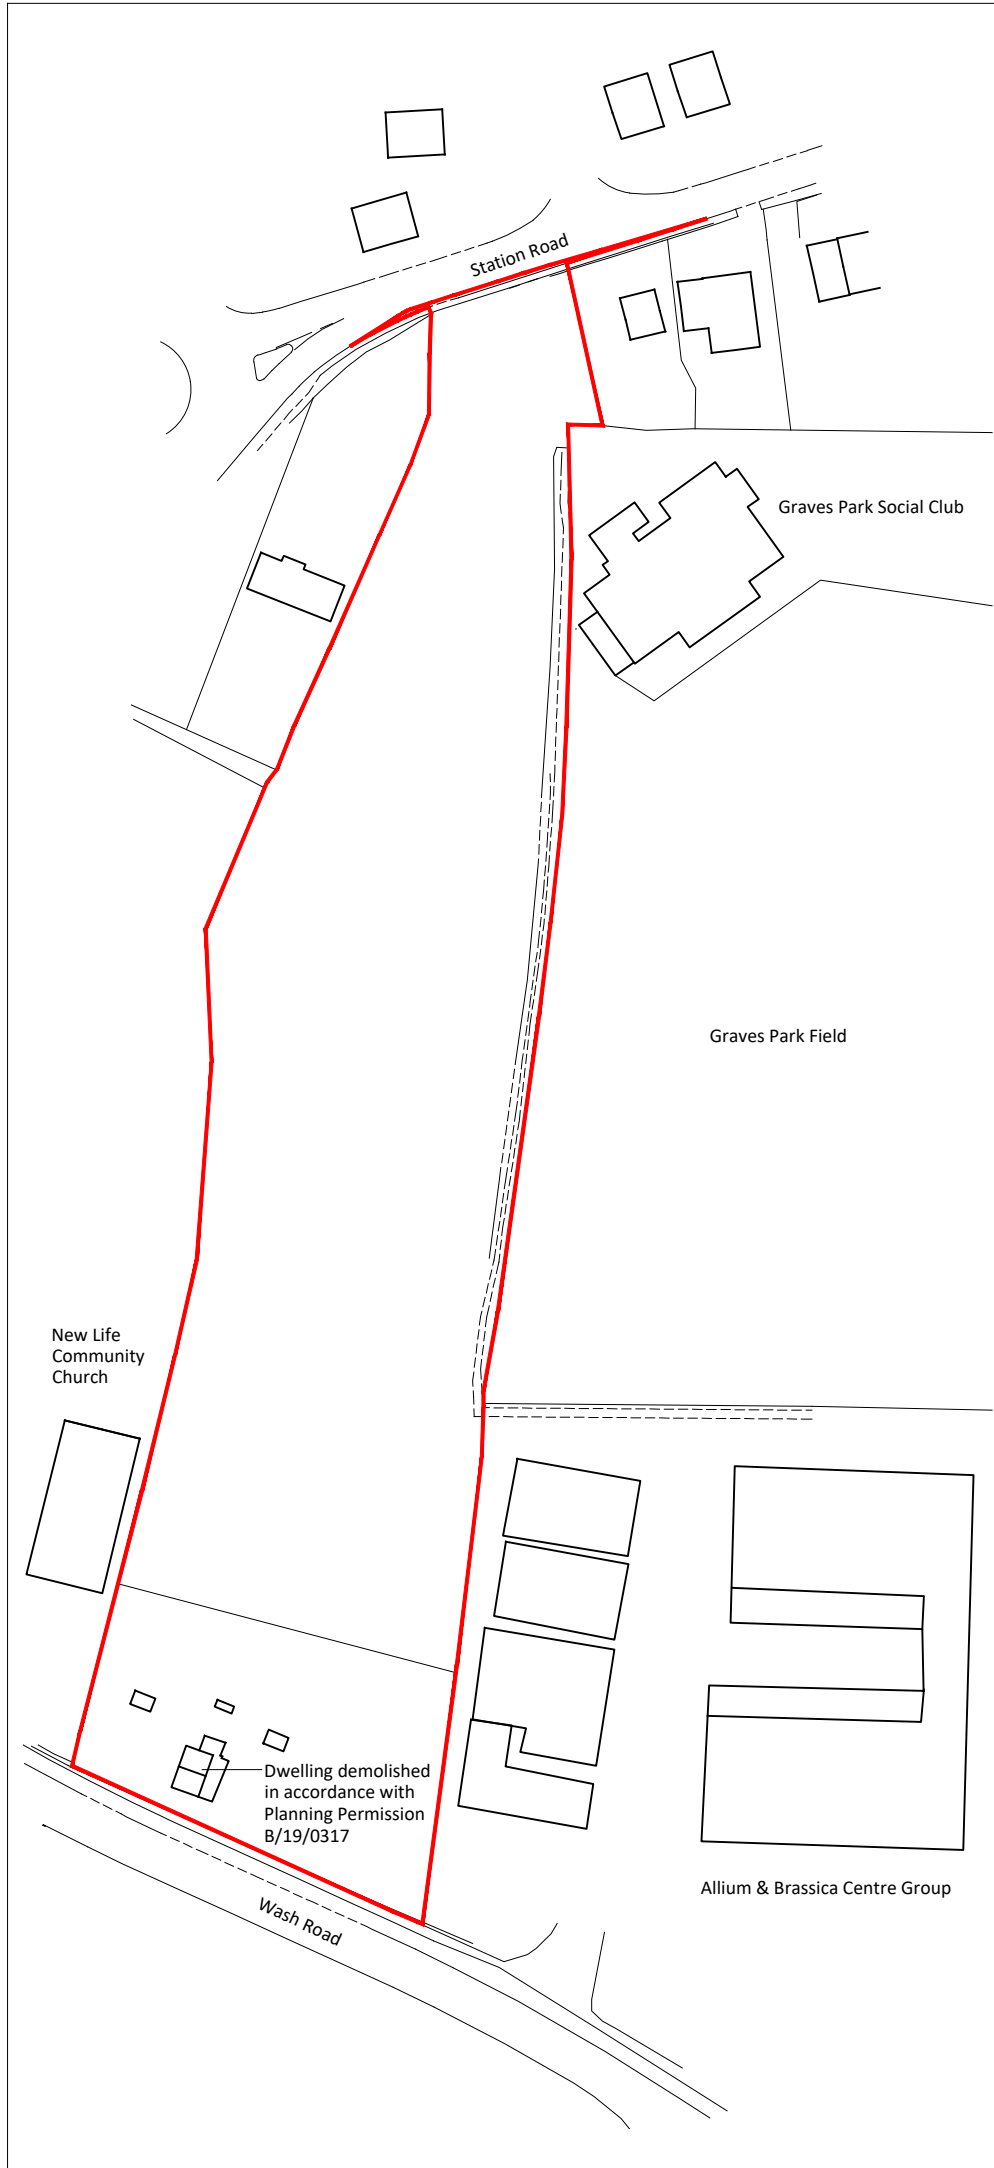 Station Road
Graves Park Social Club
Graves Park Field
New Life
Community
Church
Dwelling demolished
in accordance with
Planning Permission
B/19/0317
Allium & Brassica Centre Group
Wash Road